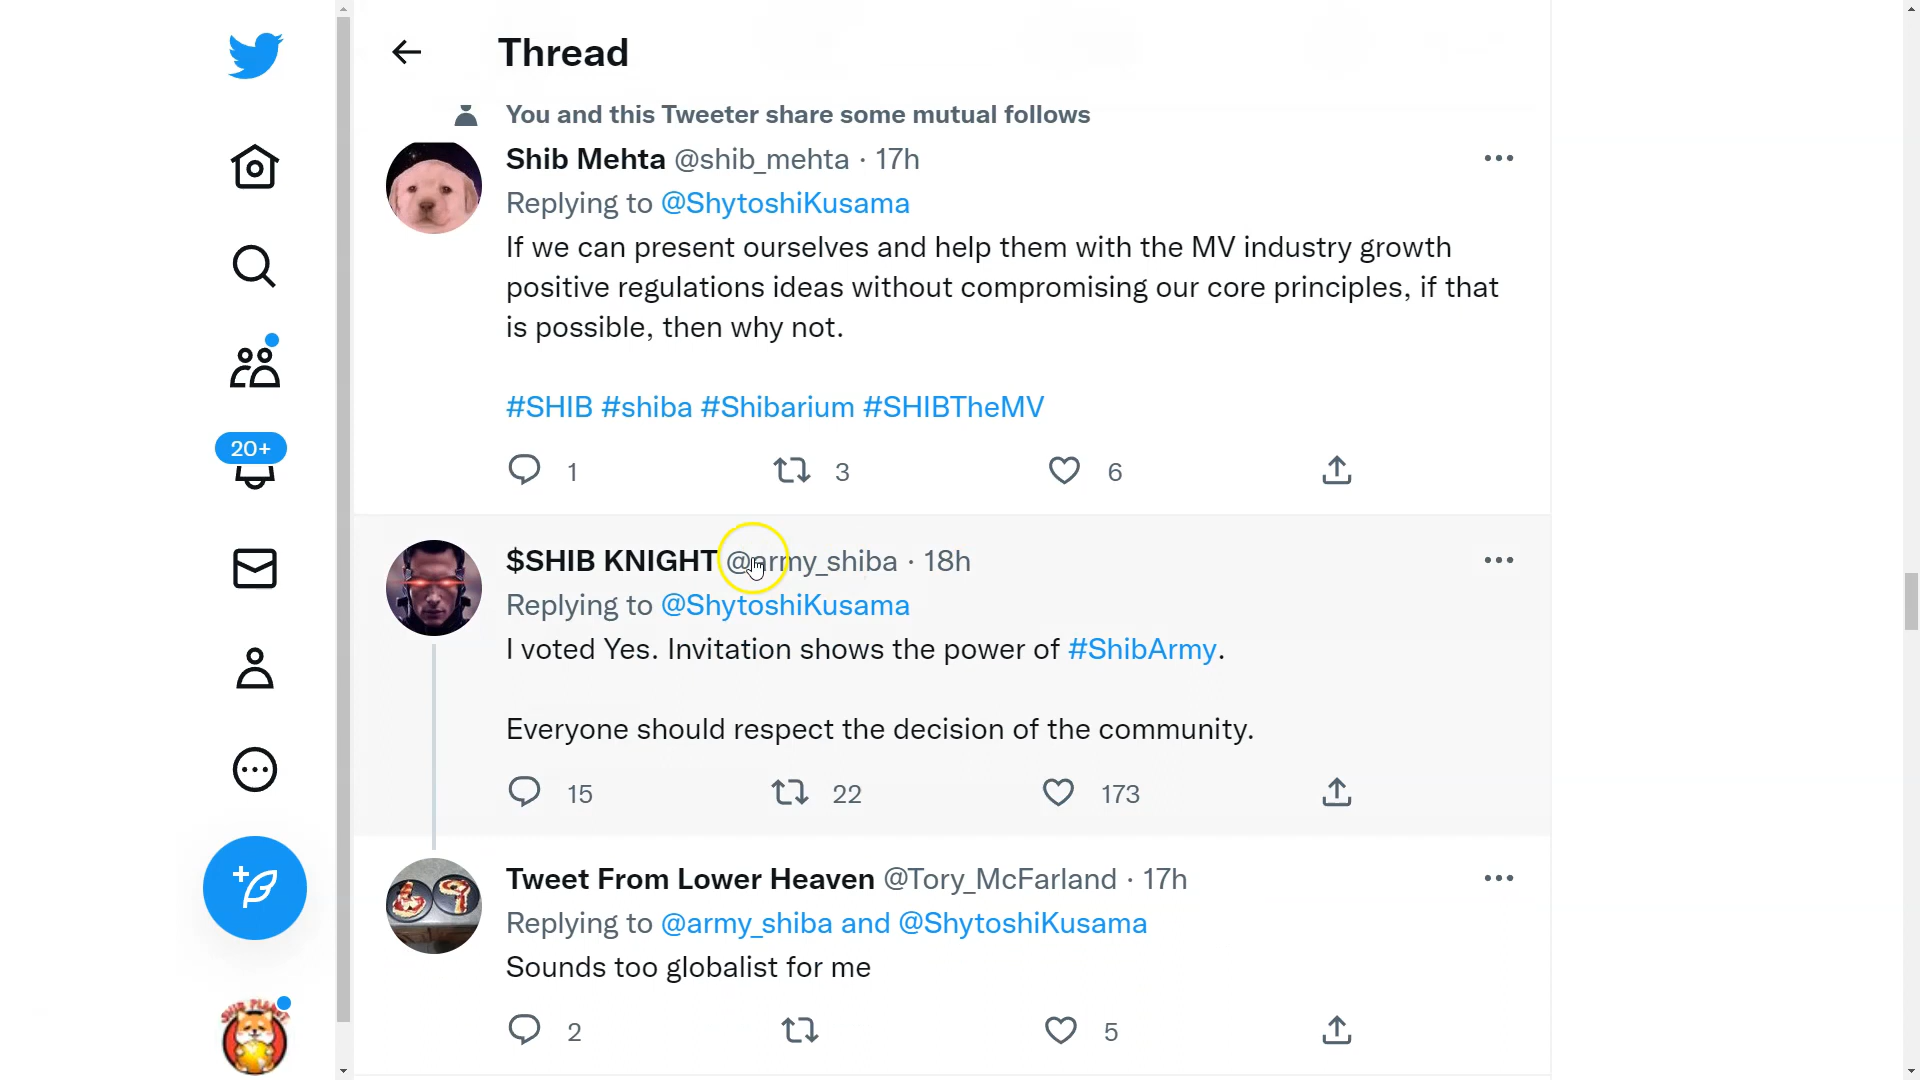 Thread
You and this Tweeter share some mutual follows
Shib Mehta @shib_mehta · 17h
Replying to @ShytoshiKusama
If we can present ourselves and help them with the MV industry growth
positive regulations ideas without compromising our core principles, if that
is possible, then why not.
#SHIB #shiba #Shibarium #SHIBTheMV
1 3 6
20+
$SHIB KNIGHT @army_shiba · 18h
Replying to @ShytoshiKusama
I voted Yes. Invitation shows the power of #ShibArmy.
Everyone should respect the decision of the community.
15 22 173
Tweet From Lower Heaven @Tory_McFarland · 17h
Replying to @army_shiba and @ShytoshiKusama
Sounds too globalist for me
2 5
SHIB PLANET